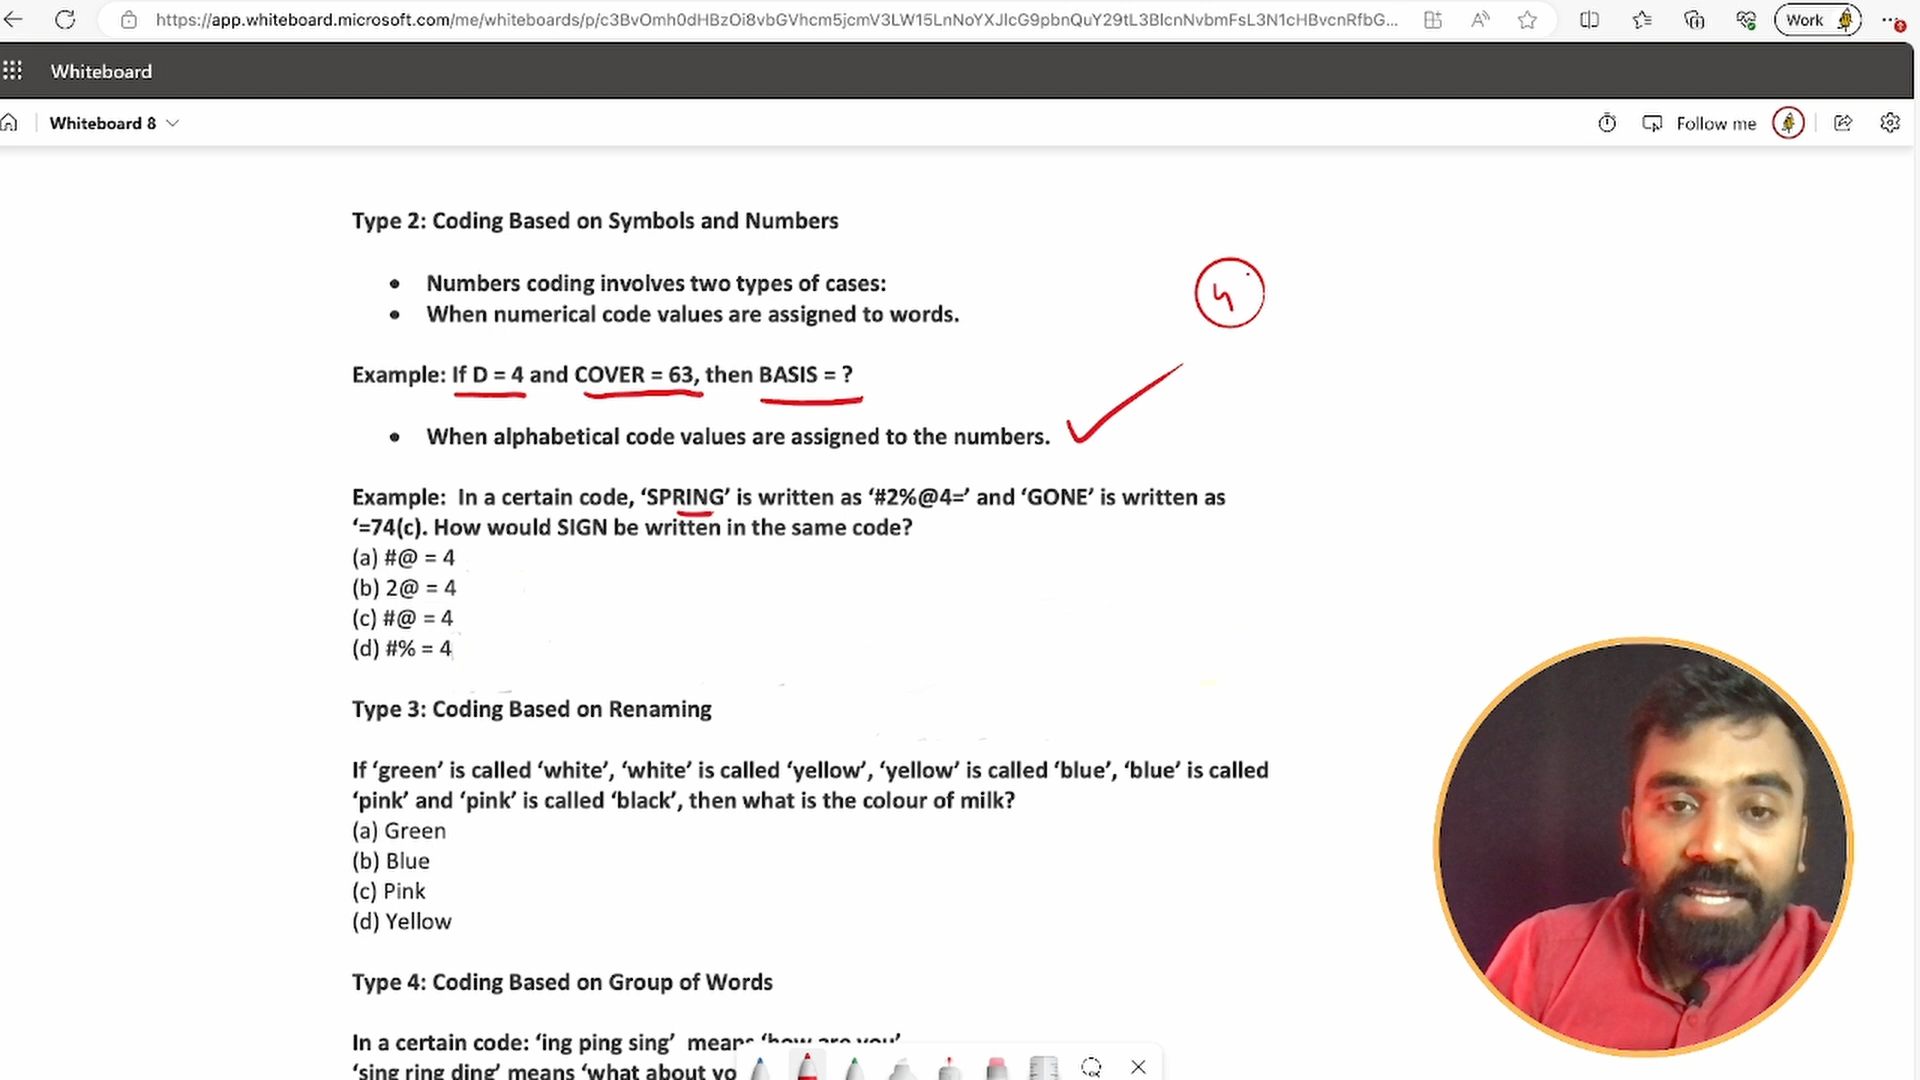 https://app.whiteboard.microsoft.com/me/whiteboards/p/c3BvOmh0dHBzOi8vbGVhcm5jcmV3LW15LnNoYXJlcG9pbnQuY29tL3BlcnNvbmFsL3N1cHBvcnRfbG...
Work
Whiteboard
Whiteboard 8
Follow me
Type 2: Coding Based on Symbols and Numbers
• Numbers coding involves two types of cases:
• When numerical code values are assigned to words.
4
Example: If D = 4 and COVER = 63, then BASIS = ?
• When alphabetical code values are assigned to the numbers.
Example: In a certain code, ‘SPRING’ is written as ‘#2%@4=’ and ‘GONE’ is written as
‘=74(c). How would SIGN be written in the same code?
(a) #@ = 4
(b) 2@ = 4
(c) #@ = 4
(d) #% = 4
Type 3: Coding Based on Renaming
If ‘green’ is called ‘white’, ‘white’ is called ‘yellow’, ‘yellow’ is called ‘blue’, ‘blue’ is called
‘pink’ and ‘pink’ is called ‘black’, then what is the colour of milk?
(a) Green
(b) Blue
(c) Pink
(d) Yellow
Type 4: Coding Based on Group of Words
In a certain code: ‘ing ping sing’ means ‘how are you’
‘sing ring ding’ means ‘what about yo